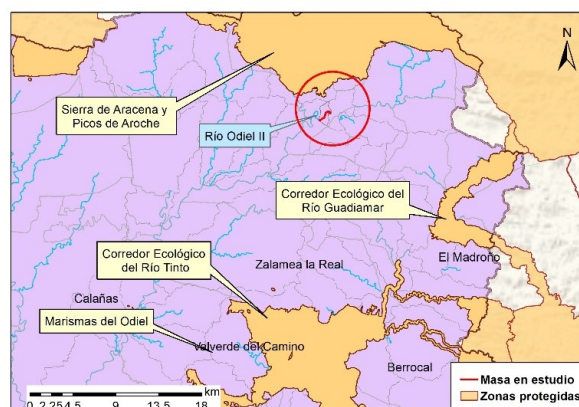 N
Sierra de Aracena y
Picos de Aroche
Río Odiel II
Corredor Ecológico del
Río Guadiamar
Corredor Ecológico
del Río Tinto
Zalamea la Real
El Madroño
Calañas
Marismas del Odiel
Valverde del Camino
Berrocal
km
0 2,25 4,5 9 13,5 18
Masa en estudio
Zonas protegidas